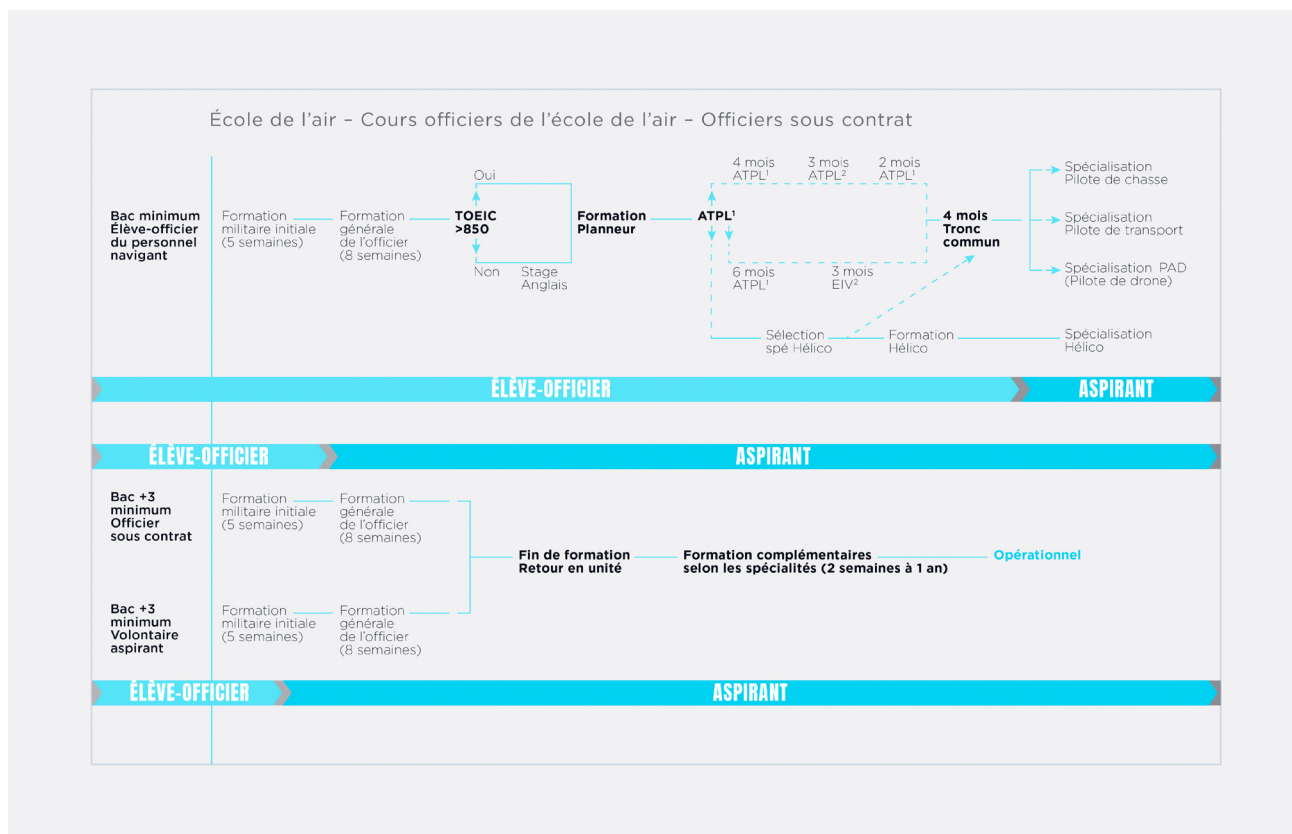 École de l'air – Cours officiers de l'école de l'air – Officiers sous contrat
Bac minimum
Élève-officier
du personnel
navigant
Formation
militaire initiale
(5 semaines)
Formation
générale
de l'officier
(8 semaines)
Oui
TOEIC
>850
Non
Stage
Anglais
Formation
Planneur
ATPL¹
4 mois
ATPL¹
3 mois
ATPL²
2 mois
ATPL¹
6 mois
ATPL¹
3 mois
EIV²
4 mois
Tronc
commun
Spécialisation
Pilote de chasse
Spécialisation
Pilote de transport
Spécialisation PAD
(Pilote de drone)
Sélection
spé Hélico
Formation
Hélico
Spécialisation
Hélico
ÉLÈVE-OFFICIER
ASPIRANT
ÉLÈVE-OFFICIER
ASPIRANT
Bac +3
minimum
Officier
sous contrat
Formation
militaire initiale
(5 semaines)
Formation
générale
de l'officier
(8 semaines)
Fin de formation
Retour en unité
Formation complémentaires
selon les spécialités (2 semaines à 1 an)
Opérationnel
Bac +3
minimum
Volontaire
aspirant
Formation
militaire initiale
(5 semaines)
Formation
générale
de l'officier
(8 semaines)
ÉLÈVE-OFFICIER
ASPIRANT